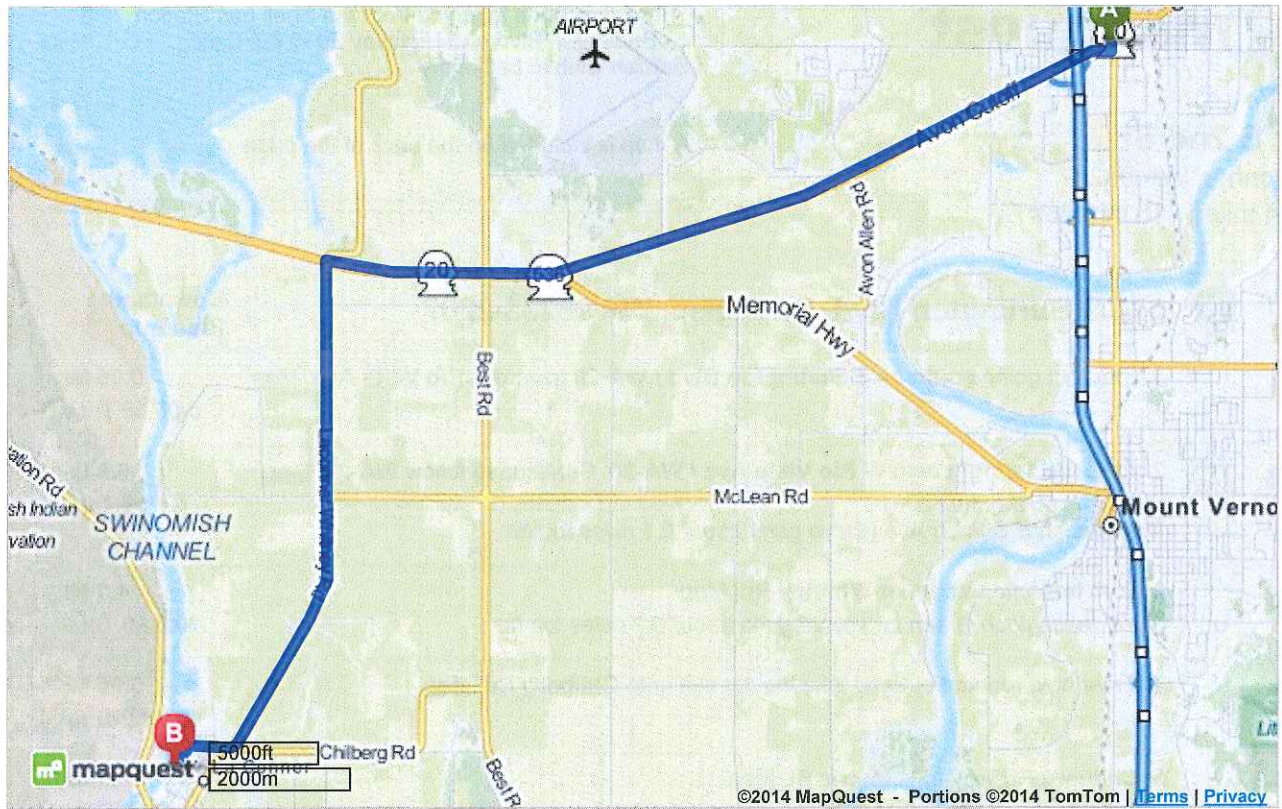 AIRPORT
A
Avon Cutoff
Avon Allen Rd
20
536
Memorial Hwy
Best Rd
McLean Rd
SWINOMISH
CHANNEL
ation Rd
sh Indian
vation
Mount Verno
B
5000ft
2000m
Chilberg Rd
Best R
mapquest
©2014 MapQuest - Portions ©2014 TomTom | Terms | Privacy